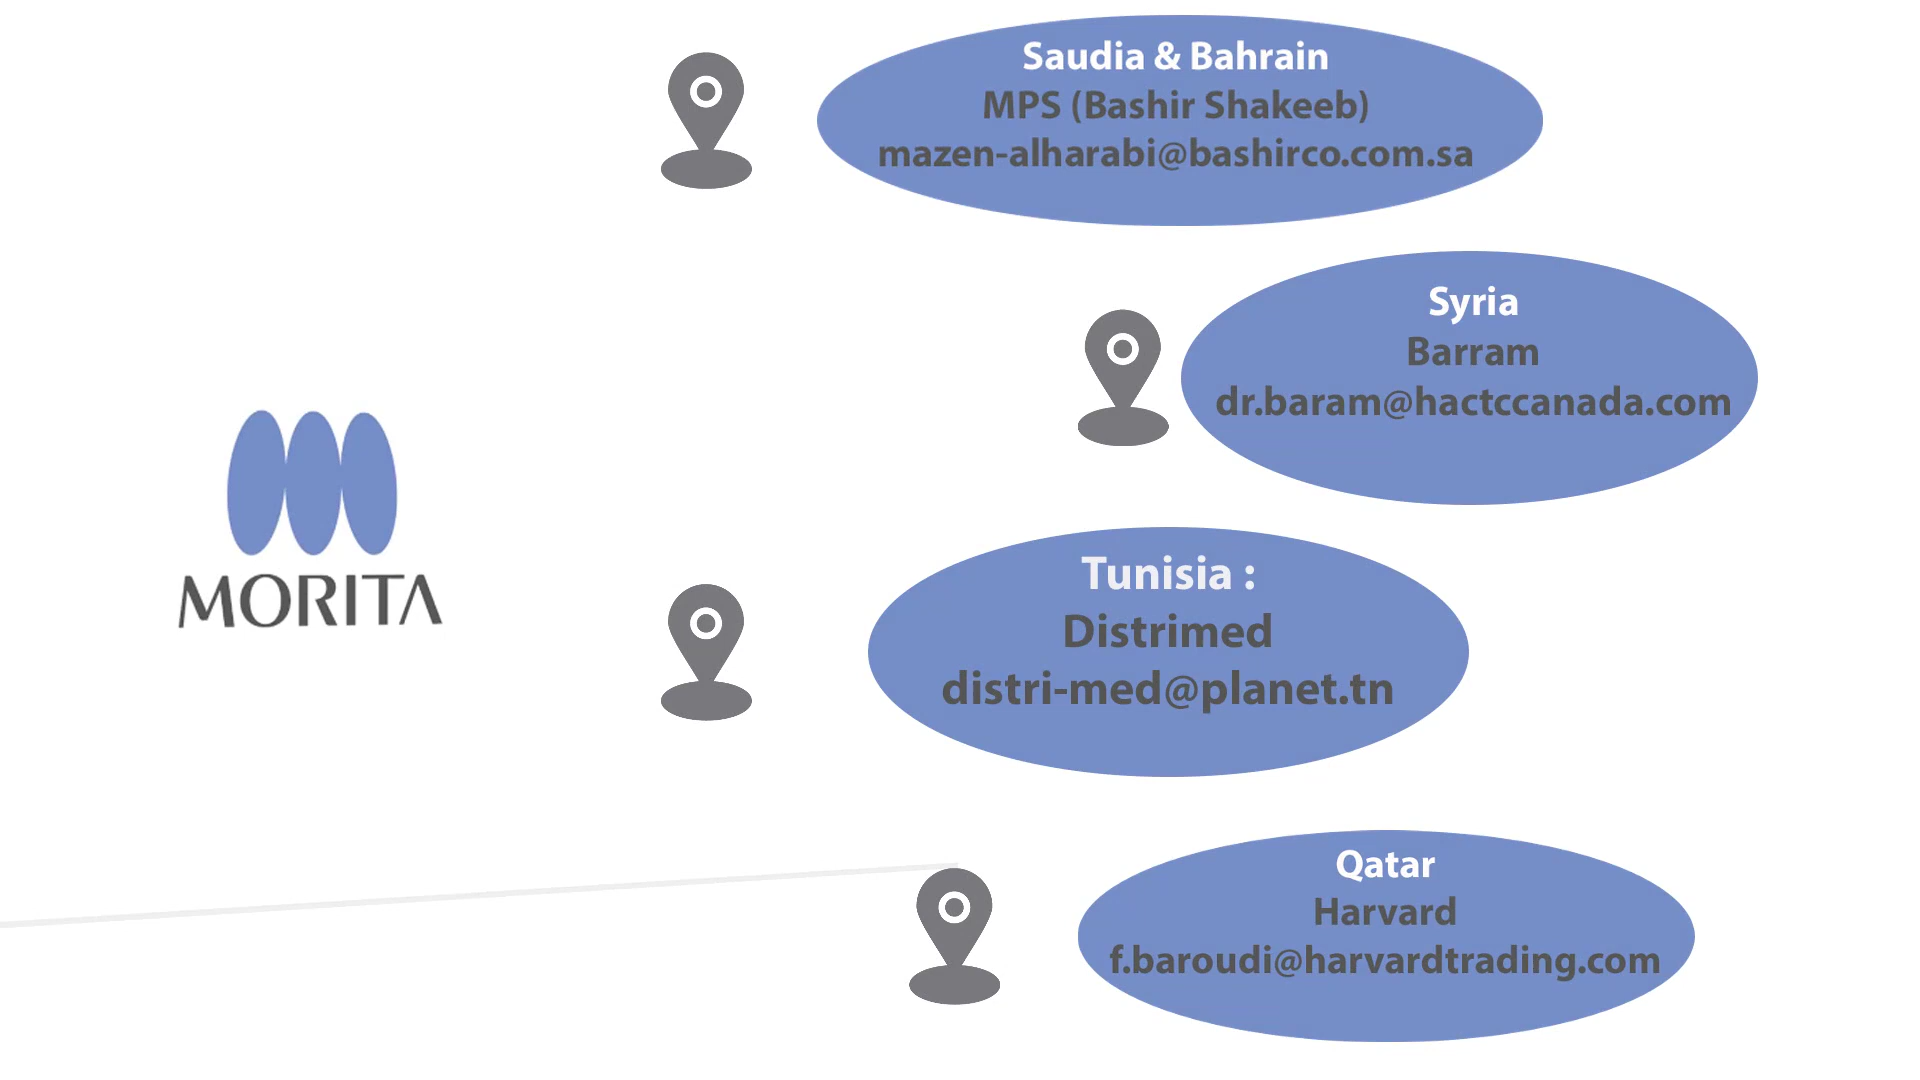 Saudia & Bahrain
MPS (Bashir Shakeeb)
mazen-alharabi@bashirco.com.sa
Syria
Barram
dr.baram@hactccanada.com
MORITA
Tunisia :
Distrimed
distri-med@planet.tn
Qatar
Harvard
f.baroudi@harvardtrading.com